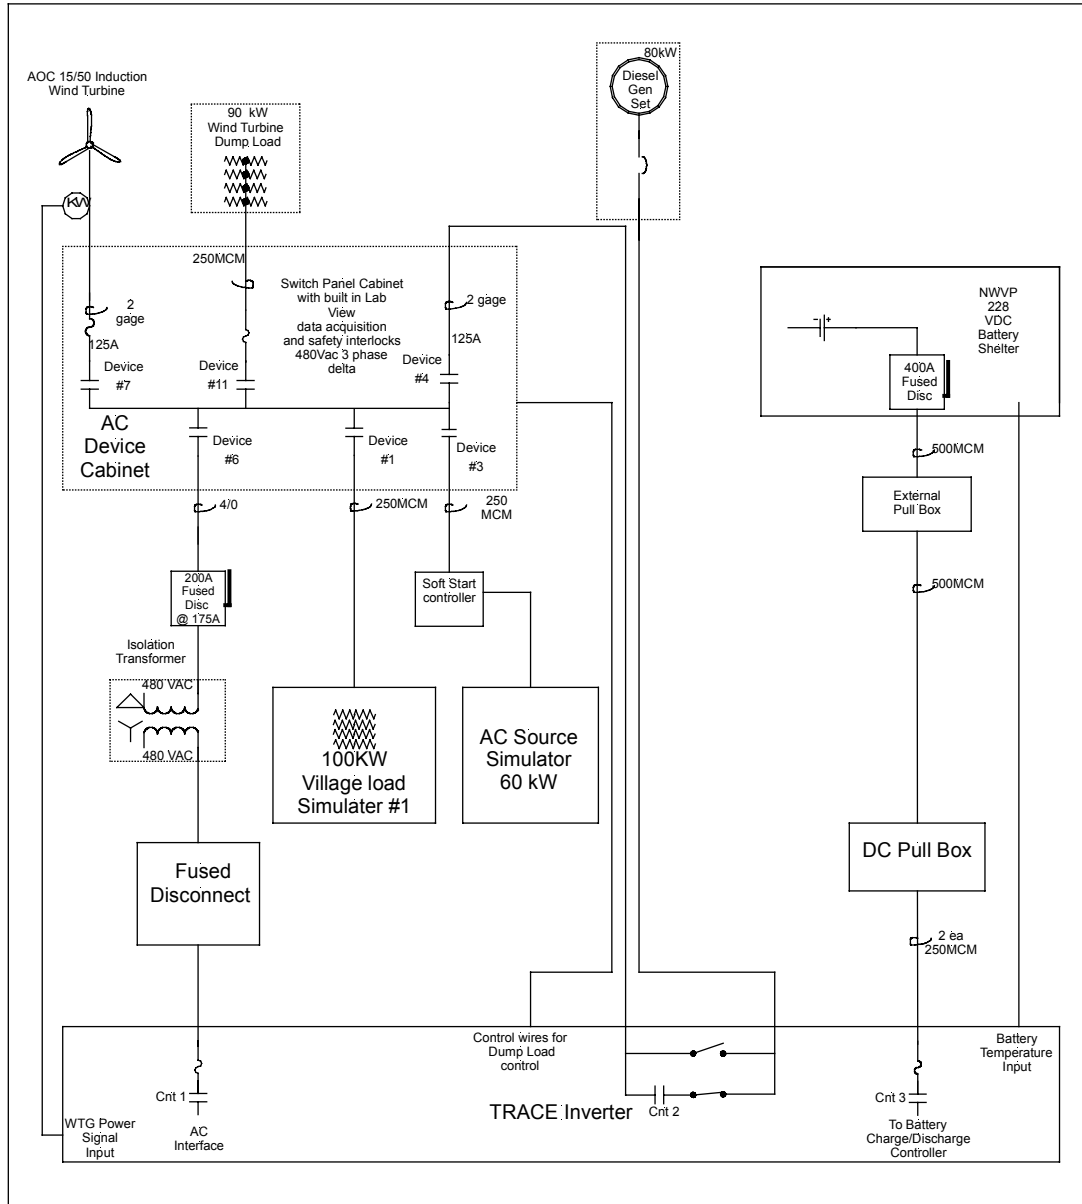 80kW
Diesel
Gen
Set
AOC 15/50 Induction
Wind Turbine
90 kW
Wind Turbine
Dump Load
KW
250MCM
Switch Panel Cabinet
with built in Lab
View
data acquisition
and safety interlocks
480Vac 3 phase
delta
2
gage
125A
2 gage
125A
Device
#7
Device
#11
Device
#4
AC
Device
Cabinet
Device
#6
Device
#1
Device
#3
NWVP
228
VDC
Battery
Shelter
- +
400A
Fused
Disc
500MCM
External
Pull Box
500MCM
4/0
250MCM
250
MCM
200A
Fused
Disc
@ 175A
Soft Start
controller
Isolation
Transformer
480 VAC
480 VAC
100KW
Village load
Simulater #1
AC Source
Simulator
60 kW
Fused
Disconnect
DC Pull Box
2 ea
250MCM
Control wires for
Dump Load
control
Battery
Temperature
Input
Cnt 1
AC
Interface
WTG Power
Signal
Input
TRACE Inverter
Cnt 2
Cnt 3
To Battery
Charge/Discharge
Controller